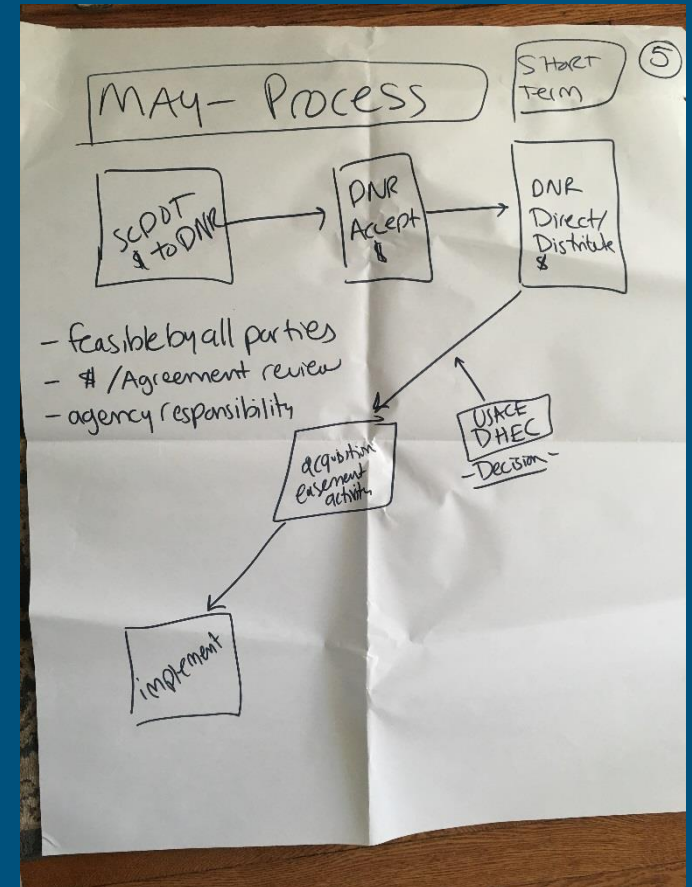 MAY- Process
SHORT
Term
5
SCDOT
$ to DNR
DNR
Accept
$
DNR
Direct/
Distribute
$
- feasible by all parties
- $ /Agreement review
- agency responsibility
USACE
DHEC
- Decision -
acquisition
easement
activity
implement